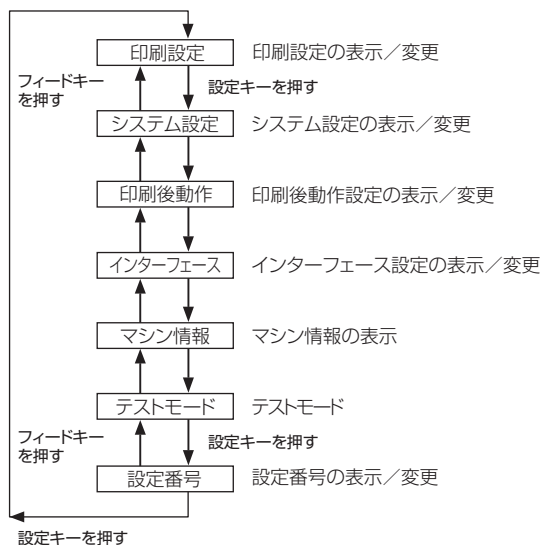 印刷設定 印刷設定の表示／変更
フィードキー
を押す
設定キーを押す
システム設定 システム設定の表示／変更
印刷後動作 印刷後動作設定の表示／変更
インターフェース インターフェース設定の表示／変更
マシン情報 マシン情報の表示
テストモード テストモード
フィードキー
を押す
設定キーを押す
設定番号 設定番号の表示／変更
設定キーを押す